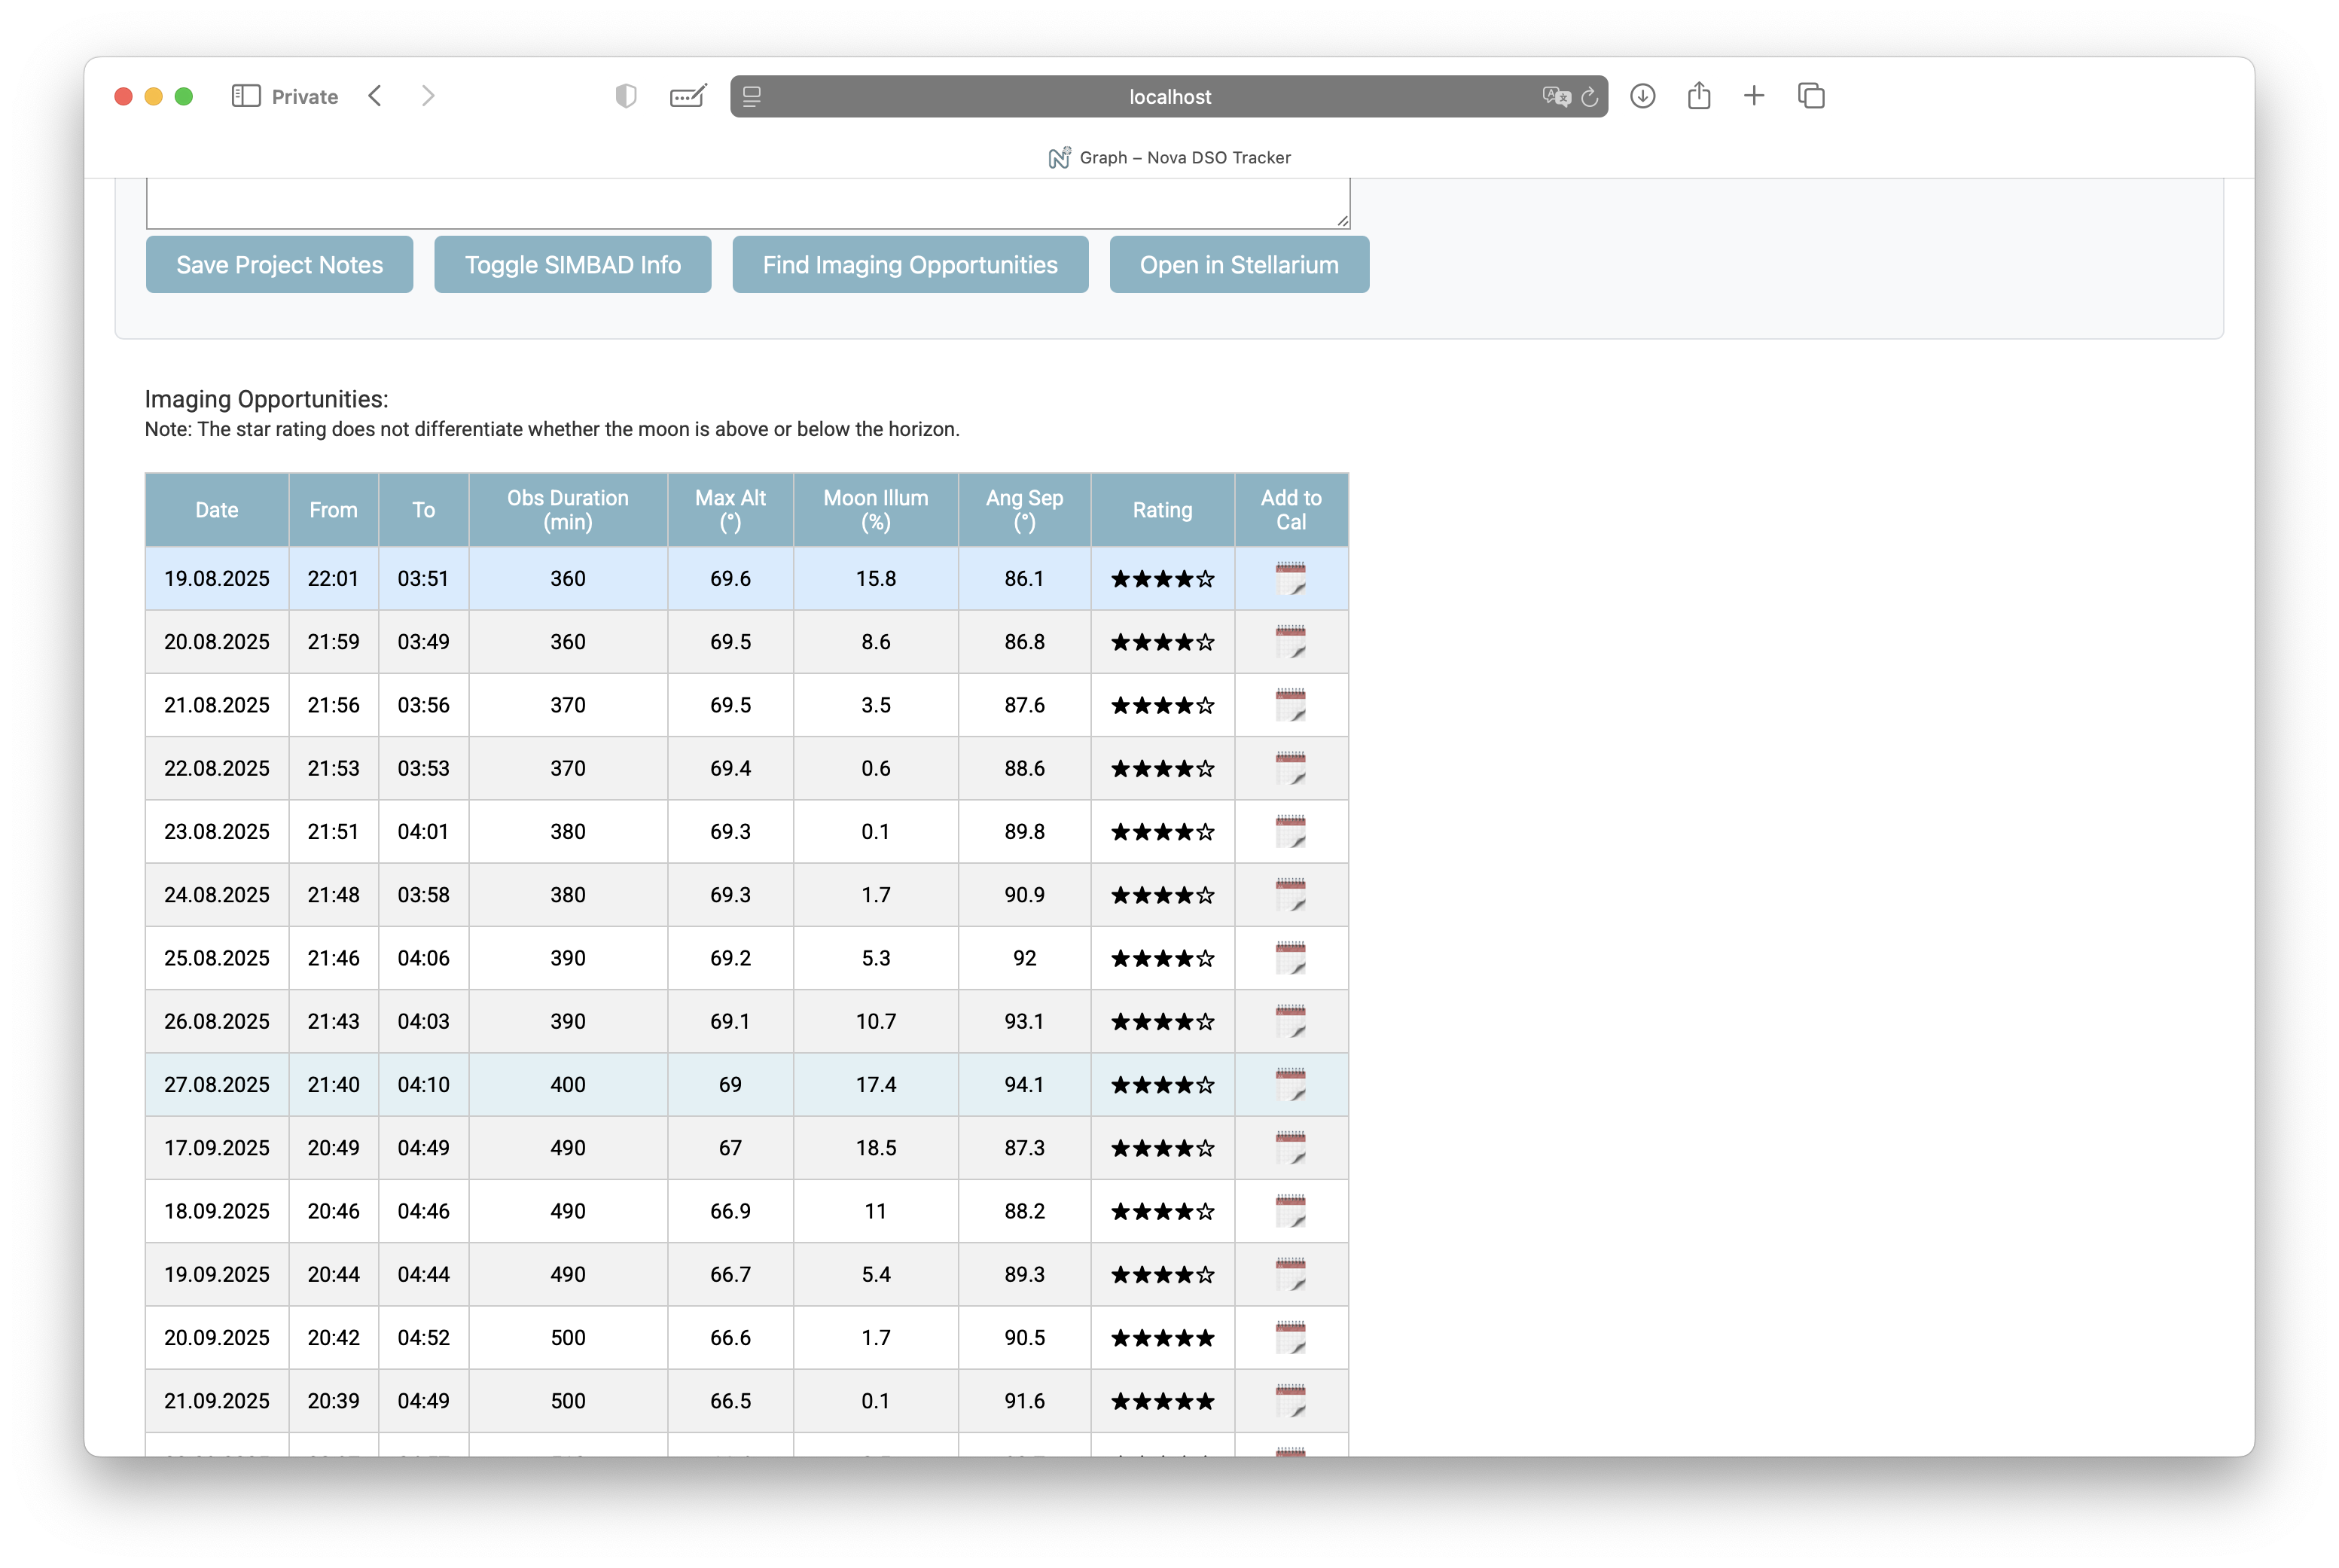 Private
localhost
Graph – Nova DSO Tracker
Save Project Notes
Toggle SIMBAD Info
Find Imaging Opportunities
Open in Stellarium
Imaging Opportunities:
Note: The star rating does not differentiate whether the moon is above or below the horizon.
Date From To Obs Duration (min) Max Alt (°) Moon Illum (%) Ang Sep (°) Rating Add to Cal
19.08.2025 22:01 03:51 360 69.6 15.8 86.1 ★★★★☆
20.08.2025 21:59 03:49 360 69.5 8.6 86.8 ★★★★☆
21.08.2025 21:56 03:56 370 69.5 3.5 87.6 ★★★★☆
22.08.2025 21:53 03:53 370 69.4 0.6 88.6 ★★★★☆
23.08.2025 21:51 04:01 380 69.3 0.1 89.8 ★★★★☆
24.08.2025 21:48 03:58 380 69.3 1.7 90.9 ★★★★☆
25.08.2025 21:46 04:06 390 69.2 5.3 92 ★★★★☆
26.08.2025 21:43 04:03 390 69.1 10.7 93.1 ★★★★☆
27.08.2025 21:40 04:10 400 69 17.4 94.1 ★★★★☆
17.09.2025 20:49 04:49 490 67 18.5 87.3 ★★★★☆
18.09.2025 20:46 04:46 490 66.9 11 88.2 ★★★★☆
19.09.2025 20:44 04:44 490 66.7 5.4 89.3 ★★★★☆
20.09.2025 20:42 04:52 500 66.6 1.7 90.5 ★★★★★
21.09.2025 20:39 04:49 500 66.5 0.1 91.6 ★★★★★